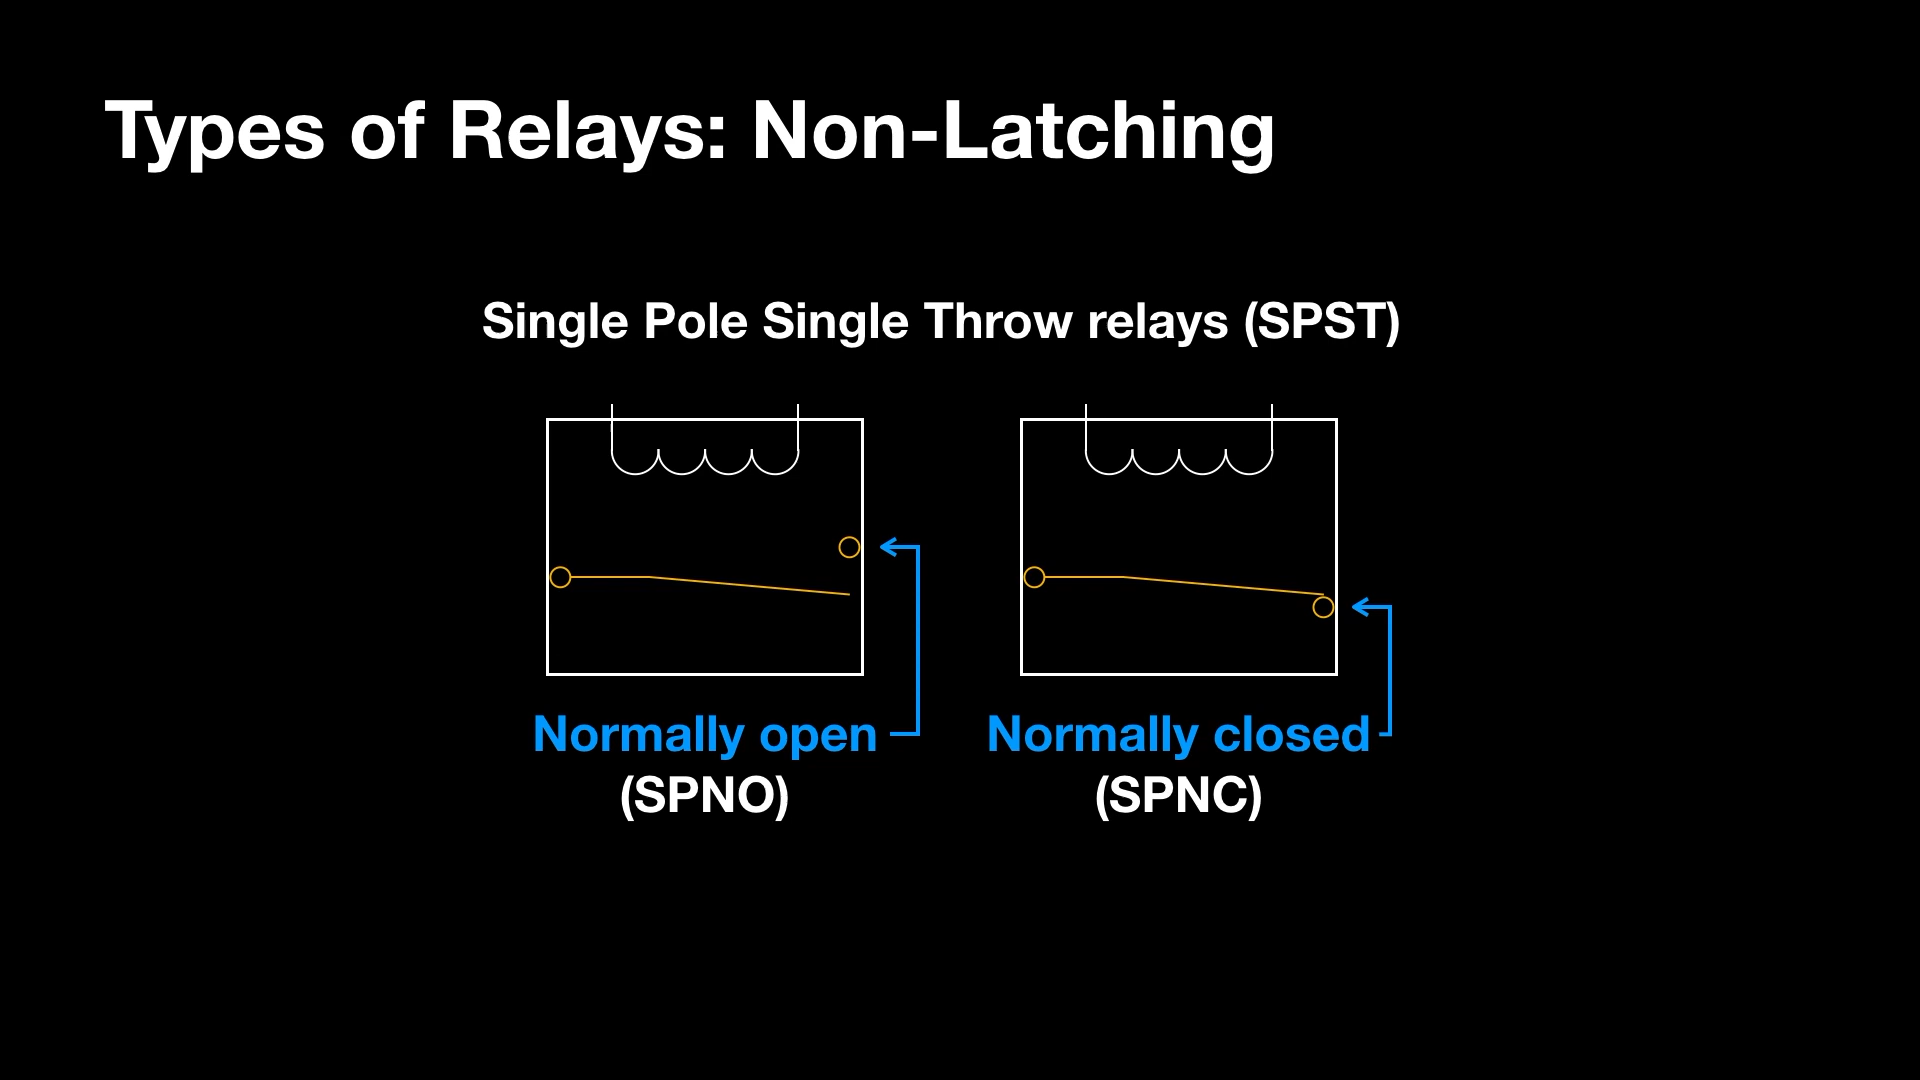 Types of Relays: Non-Latching
Single Pole Single Throw relays (SPST)
Normally open
(SPNO)
Normally closed
(SPNC)